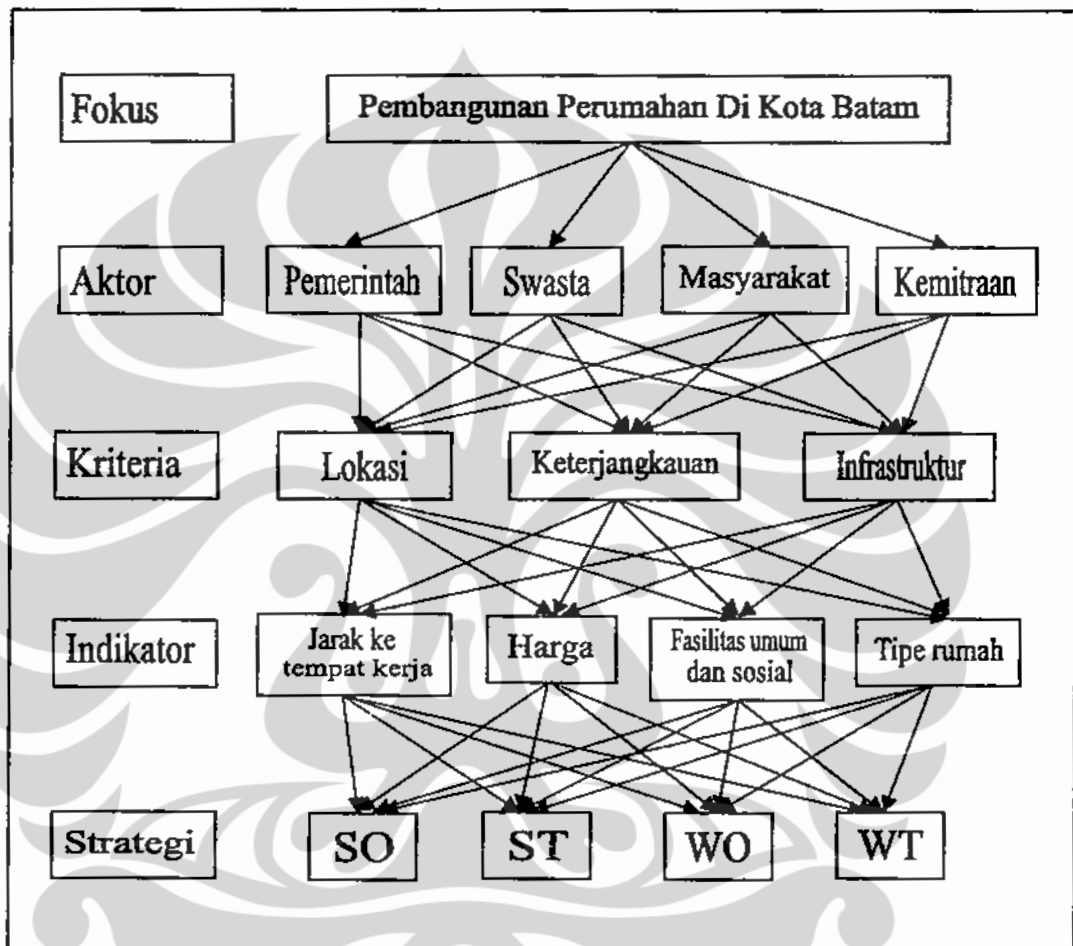 Fokus
Pembangunan Perumahan Di Kota Batam
Aktor
Pemerintah
Swasta
Masyarakat
Kemitraan
Kriteria
Lokasi
Keterjangkauan
Infrastruktur
Indikator
Jarak ke
tempat kerja
Harga
Fasilitas umum
dan sosial
Tipe rumah
Strategi
SO
ST
WO
WT